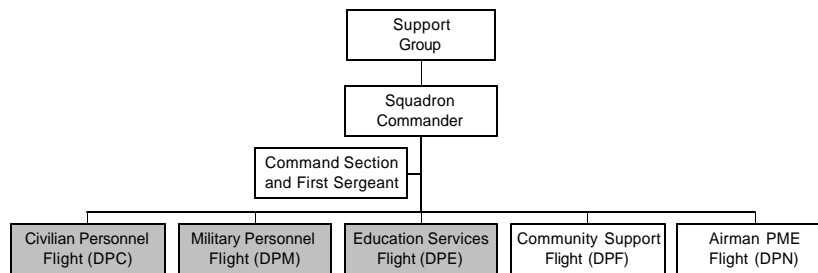 Support
Group
Squadron
Commander
Command Section
and First Sergeant
Civilian Personnel
Flight (DPC)
Military Personnel
Flight (DPM)
Education Services
Flight (DPE)
Community Support
Flight (DPF)
Airman PME
Flight (DPN)